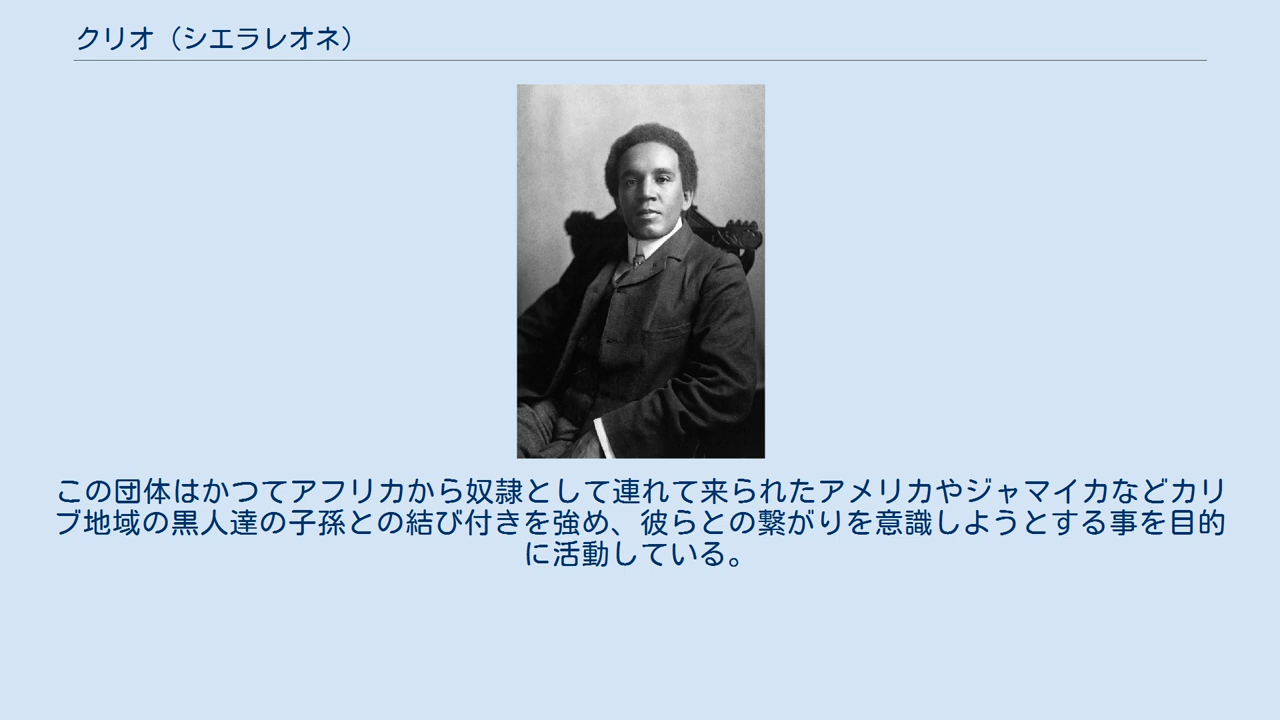 クリオ（シエラレオネ）
この団体はかつてアフリカから奴隷として連れて来られたアメリカやジャマイカなどカリ
ブ地域の黒人達の子孫との結び付きを強め、彼らとの繋がりを意識しようとする事を目的
に活動している。